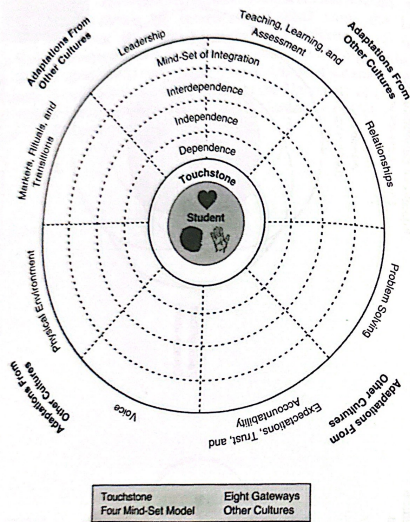 Adaptations From
Other Cultures
Leadership
Teaching, Learning, and
Assessment
Adaptations From
Other Cultures
Mind-Set of Integration
Interdependence
Independence
Dependence
Touchstone
Student
Markers, Rituals, and
Transitions
Relationships
Physical Environment
Problem Solving
Adaptations From
Other Cultures
Voice
Expectations, Trust, and
Accountability
Adaptations From
Other Cultures
Touchstone Eight Gateways
Four Mind-Set Model Other Cultures